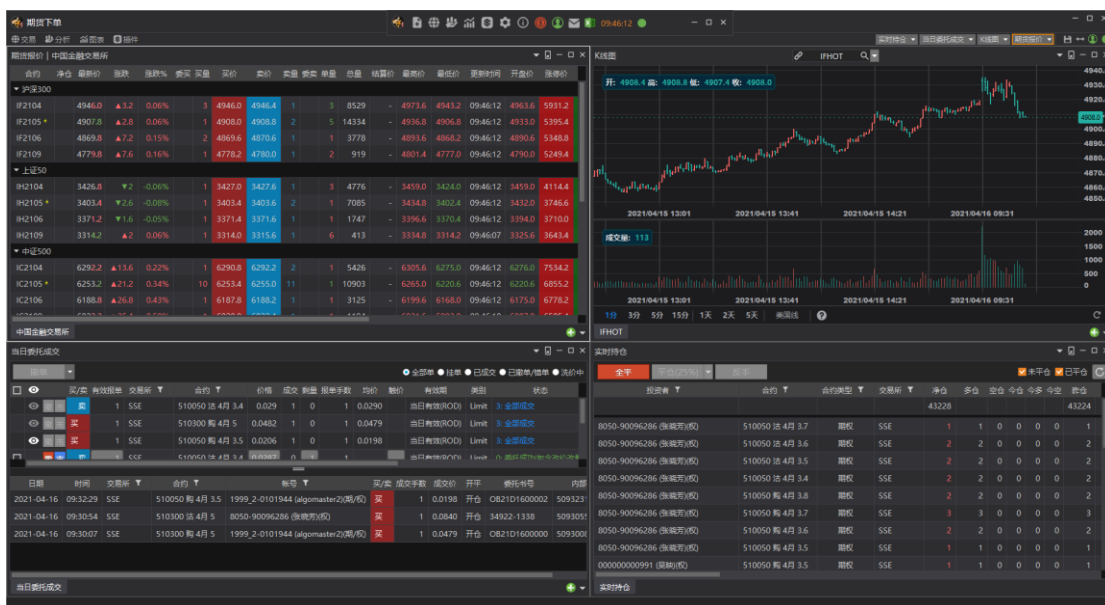 期货下单
09:46:12
交易 分析 图表 插件
实时持仓 当日委托成交 K线图 期货报价
期货报价 | 中国金融交易所
合约 净仓 最新价 涨跌 涨跌% 委买 买量 买价 卖价 卖量 委卖 单量 总量 结算价 最高价 最低价 更新时间 开盘价 涨停价
沪深300
IF2104 4946.0 ▲3.2 0.06% 3 4946.0 4946.4 1 3 8529 - 4973.6 4943.2 09:46:12 4963.6 5931.2
IF2105 * 4907.8 ▲2.8 0.06% 1 4908.0 4908.8 2 5 14334 - 4936.8 4906.8 09:46:12 4933.0 5395.4
IF2106 4869.8 ▲7.2 0.15% 2 4869.6 4870.6 1 1 3778 - 4893.6 4868.2 09:46:12 4890.6 5348.8
IF2109 4779.8 ▲7.6 0.16% 1 4778.2 4780.0 1 2 919 - 4801.4 4777.0 09:46:12 4790.0 5249.4
上证50
IH2104 3426.8 ▼2 -0.06% 1 3427.0 3427.6 1 3 4776 - 3459.0 3424.0 09:46:12 3459.0 4114.4
IH2105 * 3403.4 ▼2.6 -0.08% 1 3403.4 3403.6 2 1 7085 - 3434.8 3402.4 09:46:12 3432.0 3746.6
IH2106 3371.2 ▼1.6 -0.05% 1 3371.4 3371.6 1 1 1747 - 3396.6 3370.4 09:46:12 3394.0 3710.0
IH2109 3314.2 ▲2 0.06% 1 3314.0 3315.6 1 6 413 - 3334.8 3314.2 09:46:07 3325.6 3643.4
中证500
IC2104 6292.2 ▲13.6 0.22% 1 6290.8 6292.2 2 1 5426 - 6305.6 6275.0 09:46:12 6276.0 7534.2
IC2105 * 6253.2 ▲21.2 0.34% 10 6253.4 6255.0 11 1 10903 - 6265.0 6220.6 09:46:12 6220.6 6855.2
IC2106 6188.8 ▲26.8 0.43% 1 6187.8 6188.2 1 1 3125 - 6199.6 6168.0 09:46:12 6175.0 6778.2
中国金融交易所
K线图 IFHOT
开: 4908.4 高: 4908.8 低: 4907.4 收: 4908.0
4940.
4930.
4920.
4908.0
4900.
4890.
4880.
4870.
4860.
4850.
2021/04/15 13:01 2021/04/15 13:41 2021/04/15 14:21 2021/04/16 09:31
成交量: 113
2000
1500
1000
500
0
2021/04/15 13:01 2021/04/15 13:41 2021/04/15 14:21 2021/04/16 09:31
1分 3分 5分 15分 1天 2天 5天 美国线
IFHOT
当日委托成交
撤单 全部单 挂单 已成交 已撤单/错单 洗价中
买/卖 有效报单 交易所 合约 价格 成交 剩量 报单手数 均价 触价 有效期 类别 状态
卖 1 SSE 510050 沽 4月 3.4 0.029 1 0 1 0.0290 当日有效(ROD) Limit 3: 全部成交
买 1 SSE 510300 购 4月 5 0.0482 1 0 1 0.0479 当日有效(ROD) Limit 3: 全部成交
买 1 SSE 510050 购 4月 3.5 0.0206 1 0 1 0.0198 当日有效(ROD) Limit 3: 全部成交
日期 时间 交易所 合约 帐号 买/卖 成交手数 成交价 开平 委托书号 内部
2021-04-16 09:32:29 SSE 510050 购 4月 3.5 1999_2-0101944 (algomaster2)(期/权) 买 1 0.0198 开仓 OB21D1600002 509323
2021-04-16 09:30:54 SSE 510300 沽 4月 5 8050-90096286 (张晓芳)(权) 买 1 0.0840 开仓 34922-1338 509305
2021-04-16 09:30:07 SSE 510300 购 4月 5 1999_2-0101944 (algomaster2)(期/权) 买 1 0.0479 开仓 OB21D1600000 509300
当日委托成交
实时持仓
全平 平仓(25%) 反手 未平仓 已平仓
投资者 合约 合约类型 交易所 净仓 多仓 空仓 今仓 今多 今空 昨仓
43228 43224
8050-90096286 (张晓芳)(权) 510050 沽 4月 3.7 期权 SSE 1 1 0 0 0 0 1
8050-90096286 (张晓芳)(权) 510050 沽 4月 3.6 期权 SSE 2 2 0 0 0 0 2
8050-90096286 (张晓芳)(权) 510050 沽 4月 3.5 期权 SSE 2 2 0 0 0 0 2
8050-90096286 (张晓芳)(权) 510050 沽 4月 3.4 期权 SSE 2 2 0 0 0 0 2
8050-90096286 (张晓芳)(权) 510050 购 4月 3.8 期权 SSE 2 2 0 0 0 0 2
8050-90096286 (张晓芳)(权) 510050 购 4月 3.7 期权 SSE 3 3 0 0 0 0 3
8050-90096286 (张晓芳)(权) 510050 购 4月 3.6 期权 SSE 2 2 0 0 0 0 2
8050-90096286 (张晓芳)(权) 510050 购 4月 3.5 期权 SSE 1 1 0 0 0 0 1
510050 购 4月 3.5 期权 SSE 1 1 0 0 0 0 1
实时持仓